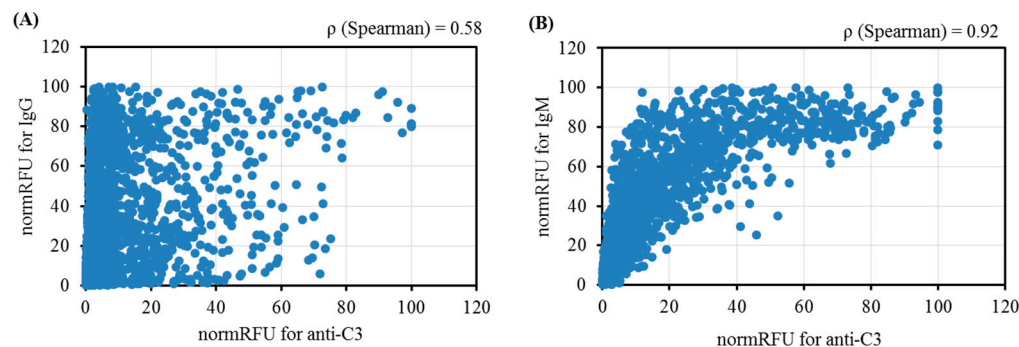 (A)
ρ (Spearman) = 0.58
normRFU for IgG
120
100
80
60
40
20
0
0 20 40 60 80 100 120
normRFU for anti-C3
(B)
ρ (Spearman) = 0.92
normRFU for IgM
120
100
80
60
40
20
0
0 20 40 60 80 100 120
normRFU for anti-C3